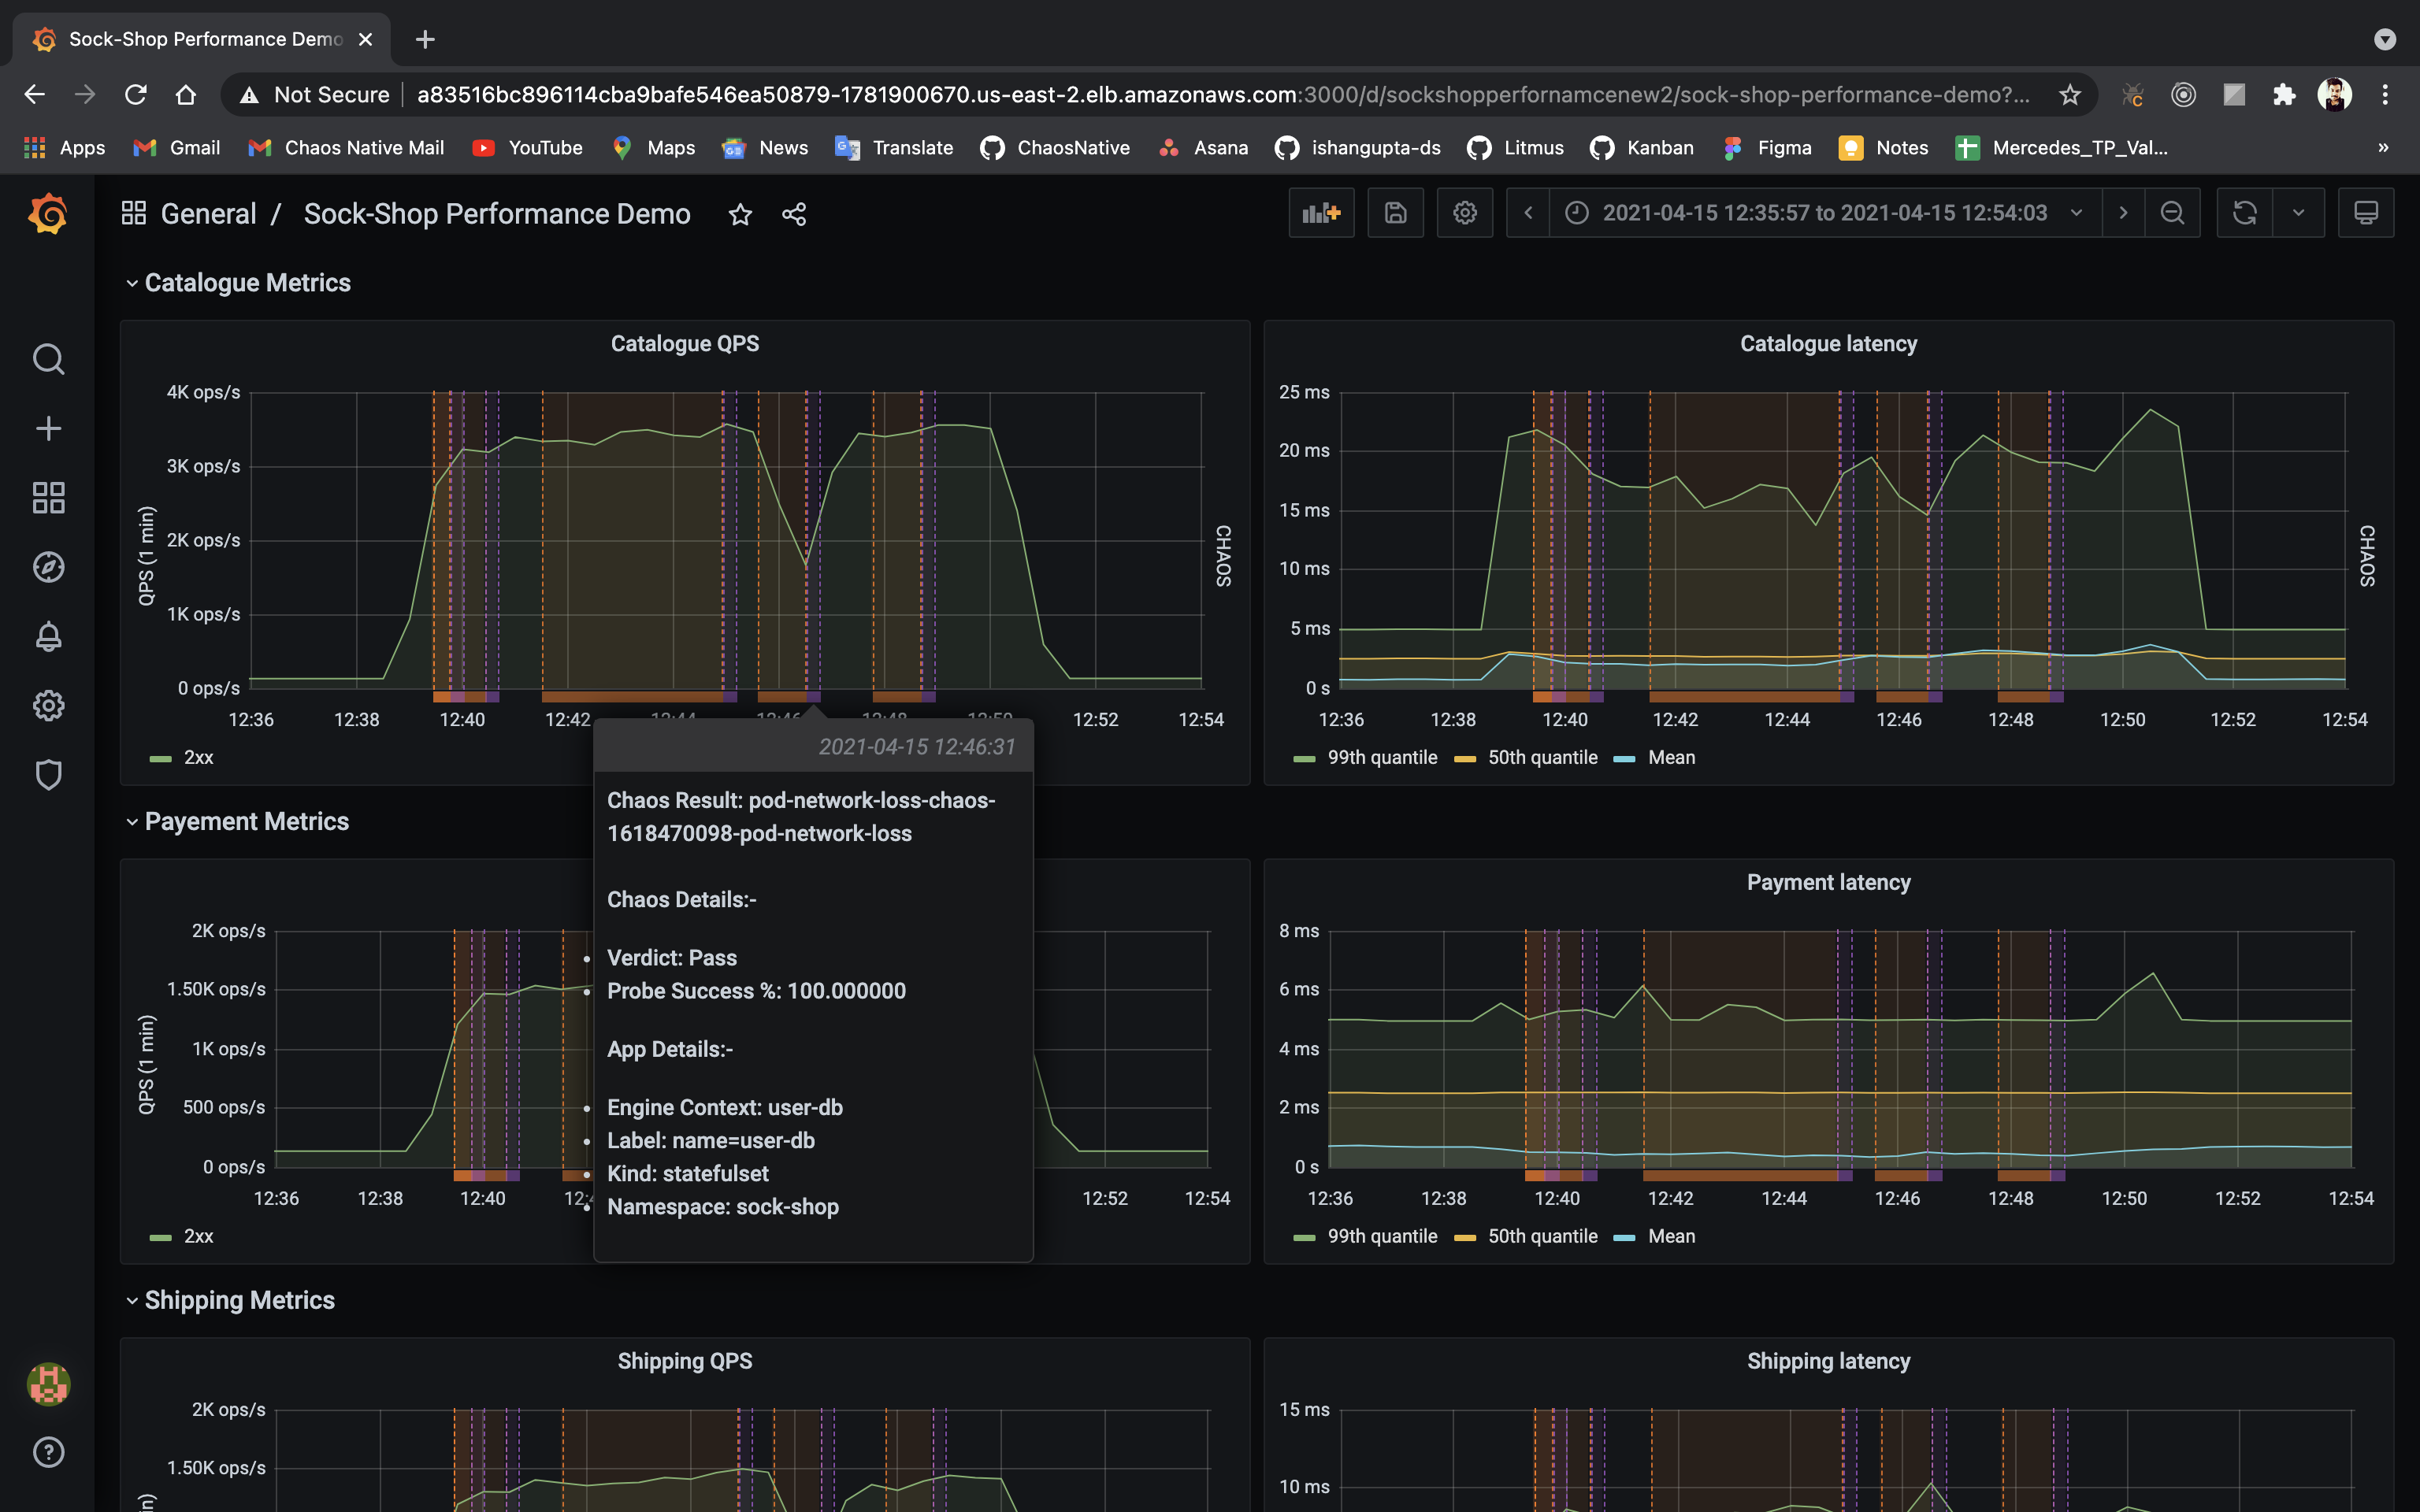 Sock-Shop Performance Demo
Not Secure
a83516bc896114cba9bafe546ea50879-1781900670.us-east-2.elb.amazonaws.com:3000/d/sockshopperfornamcenew2/sock-shop-performance-demo?...
Apps Gmail Chaos Native Mail YouTube Maps News Translate ChaosNative Asana ishangupta-ds Litmus Kanban Figma Notes Mercedes_TP_Val... »
General / Sock-Shop Performance Demo
2021-04-15 12:35:57 to 2021-04-15 12:54:03
Catalogue Metrics
Catalogue QPS
4K ops/s
3K ops/s
2K ops/s
1K ops/s
0 ops/s
QPS (1 min)
CHAOS
12:36 12:38 12:40 12:42 12:44 12:46 12:48 12:50 12:52 12:54
2xx
Catalogue latency
25 ms
20 ms
15 ms
10 ms
5 ms
0 s
CHAOS
12:36 12:38 12:40 12:42 12:44 12:46 12:48 12:50 12:52 12:54
99th quantile 50th quantile Mean
2021-04-15 12:46:31
Chaos Result: pod-network-loss-chaos-
1618470098-pod-network-loss
Chaos Details:-
Verdict: Pass
Probe Success %: 100.000000
App Details:-
Engine Context: user-db
Label: name=user-db
Kind: statefulset
Namespace: sock-shop
Payement Metrics
2K ops/s
1.50K ops/s
1K ops/s
500 ops/s
0 ops/s
QPS (1 min)
12:36 12:38 12:40 12:52 12:54
2xx
Payment latency
8 ms
6 ms
4 ms
2 ms
0 s
12:36 12:38 12:40 12:42 12:44 12:46 12:48 12:50 12:52 12:54
99th quantile 50th quantile Mean
Shipping Metrics
Shipping QPS
2K ops/s
1.50K ops/s
Shipping latency
15 ms
10 ms